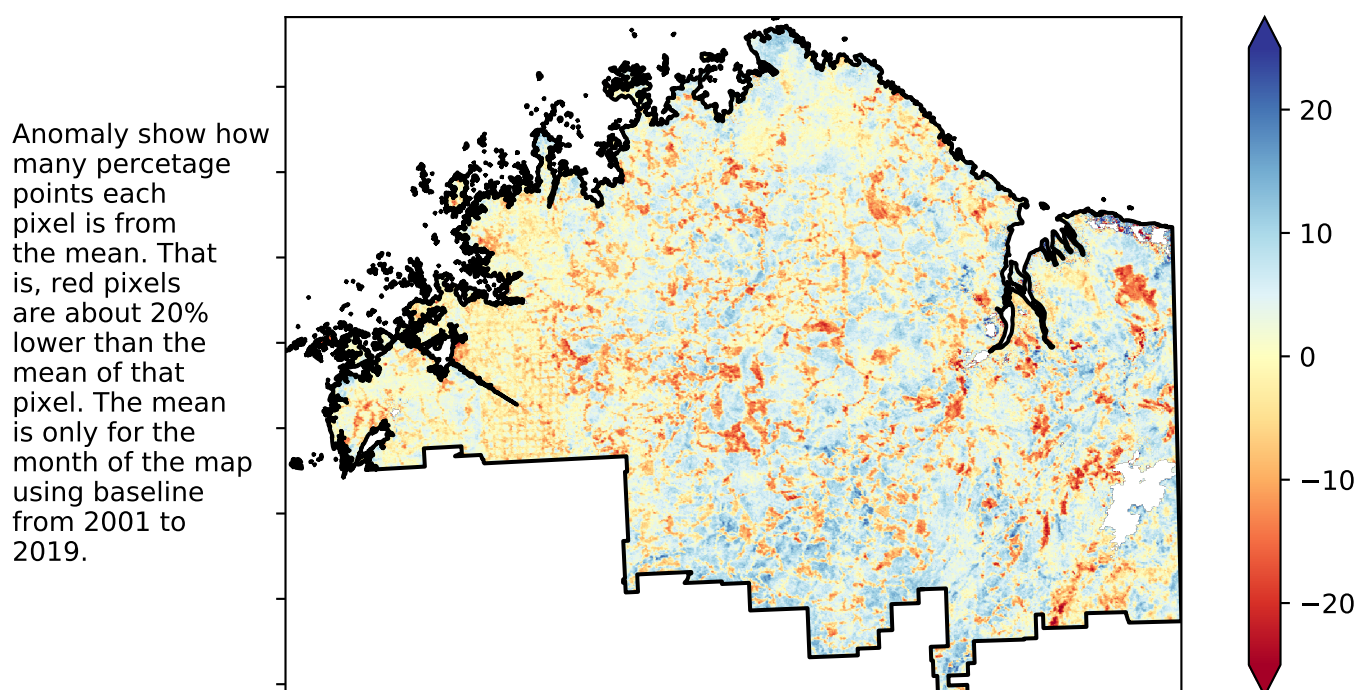 Anomaly show how
many percetage
points each
pixel is from
the mean. That
is, red pixels
are about 20%
lower than the
mean of that
pixel. The mean
is only for the
month of the map
using baseline
from 2001 to
2019.
20
10
0
−10
−20